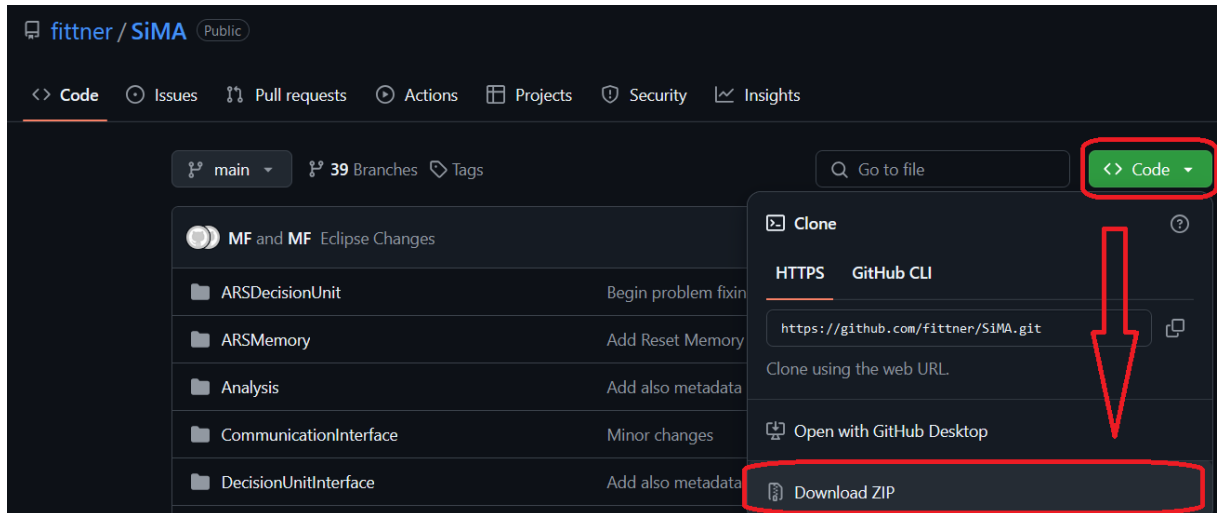 fittner / SiMA Public
<> Code Issues Pull requests Actions Projects Security Insights
main 39 Branches Tags Go to file <> Code
MF and MF Eclipse Changes
ARSDecisionUnit Begin problem fixin
ARSMemory Add Reset Memory
Analysis Add also metadata
CommunicationInterface Minor changes
DecisionUnitInterface Add also metadata
Clone
HTTPS GitHub CLI
https://github.com/fittner/SiMA.git
Clone using the web URL.
Open with GitHub Desktop
Download ZIP